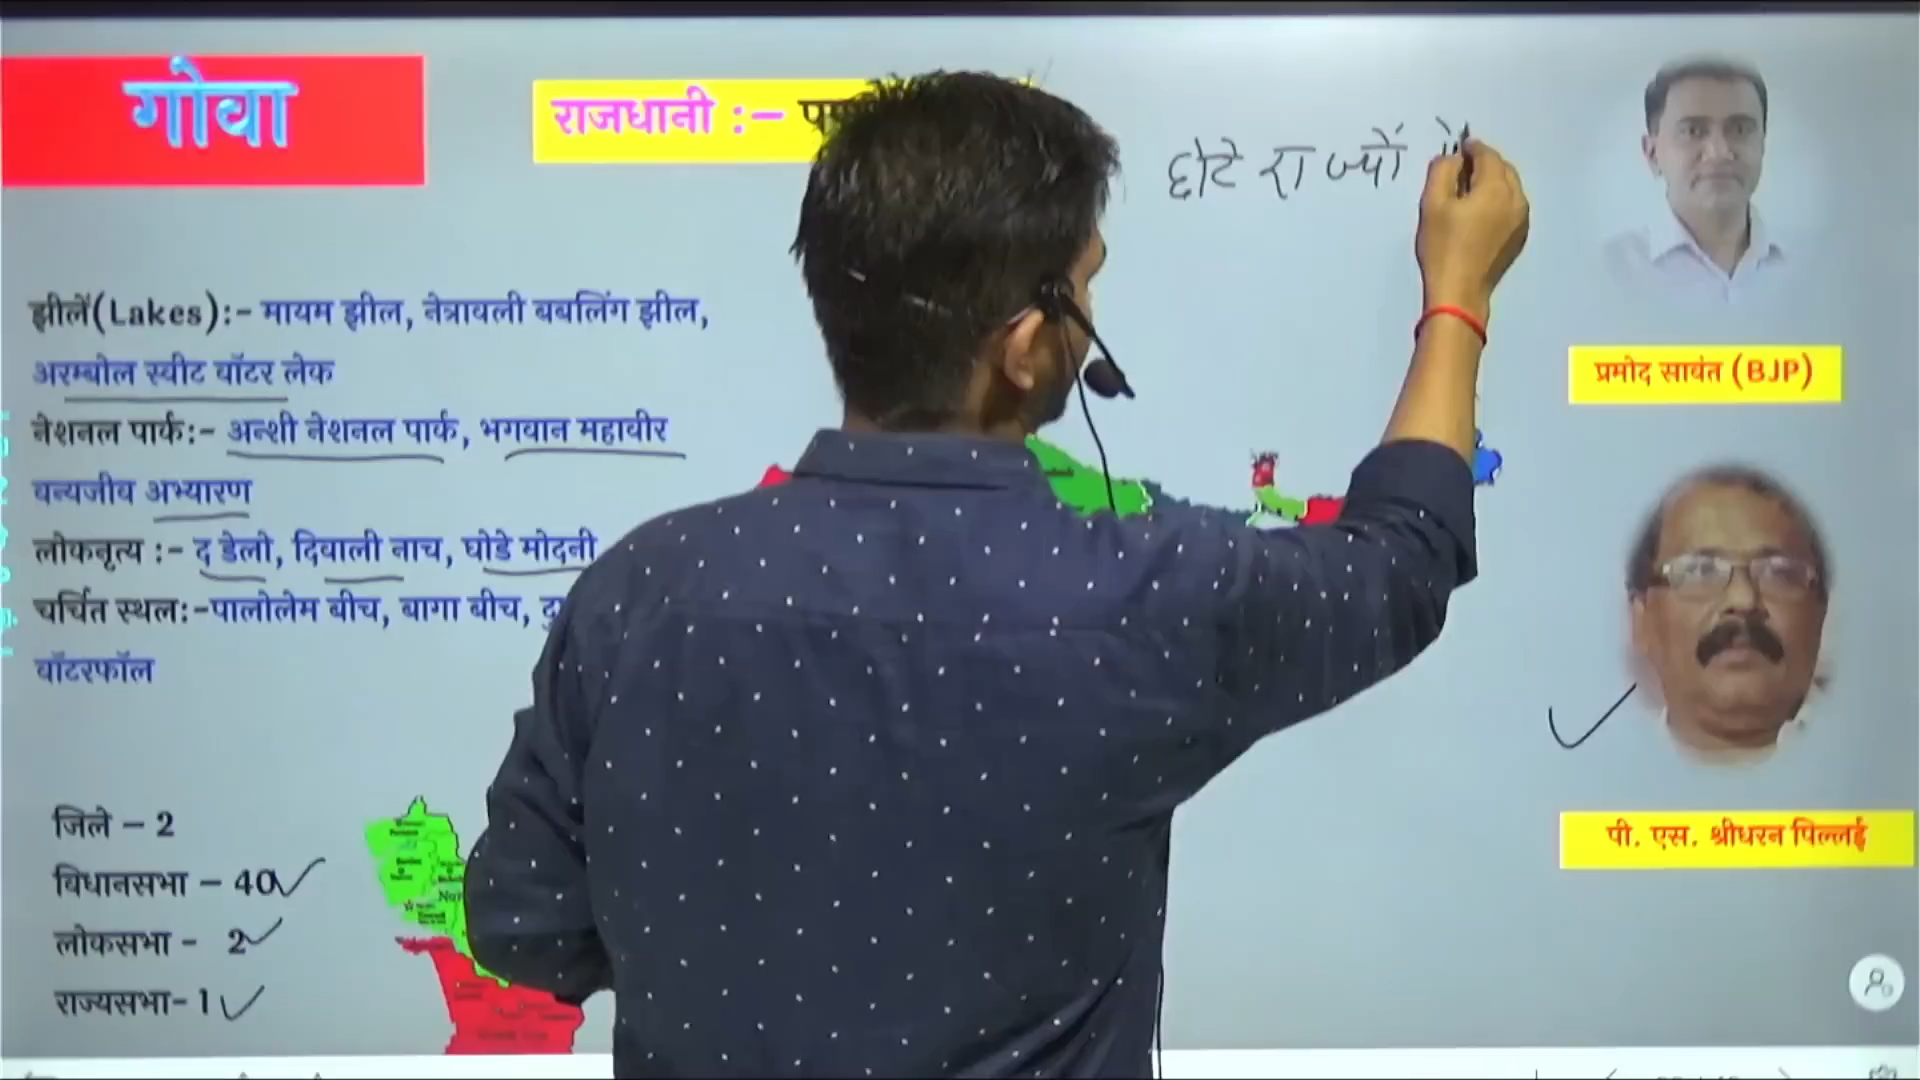 गोवा
राजधानी :–
छोटे राज्यों में
झीलें(Lakes):- मायम झील, नेत्रावली बबलिंग झील,
अरम्बोल स्वीट वॉटर लेक
नेशनल पार्क:- अन्शी नेशनल पार्क, भगवान महावीर
वन्यजीव अभ्यारण
लोकनृत्य :- द डेलो, दिवाली नाच, घोडे मोदनी
चर्चित स्थल:-पालोलेम बीच, बागा बीच,
वॉटरफॉल
जिले – 2
विधानसभा – 40
लोकसभा - 2
राज्यसभा- 1
प्रमोद सावंत (BJP)
पी. एस. श्रीधरन पिल्लई